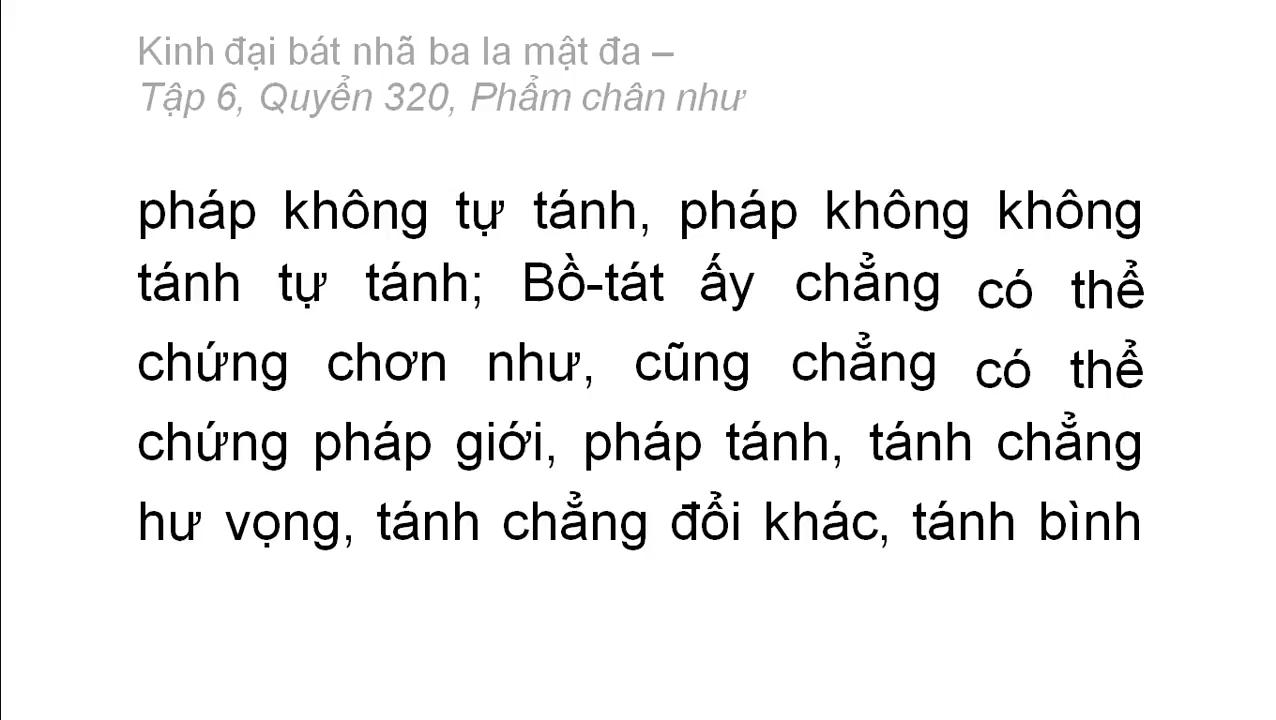 Kinh đại bát nhã ba la mật đa –
Tập 6, Quyển 320, Phẩm chân như
pháp không tự tánh, pháp không không
tánh tự tánh; Bồ-tát ấy chẳng có thể
chứng chơn như, cũng chẳng có thể
chứng pháp giới, pháp tánh, tánh chẳng
hư vọng, tánh chẳng đổi khác, tánh bình